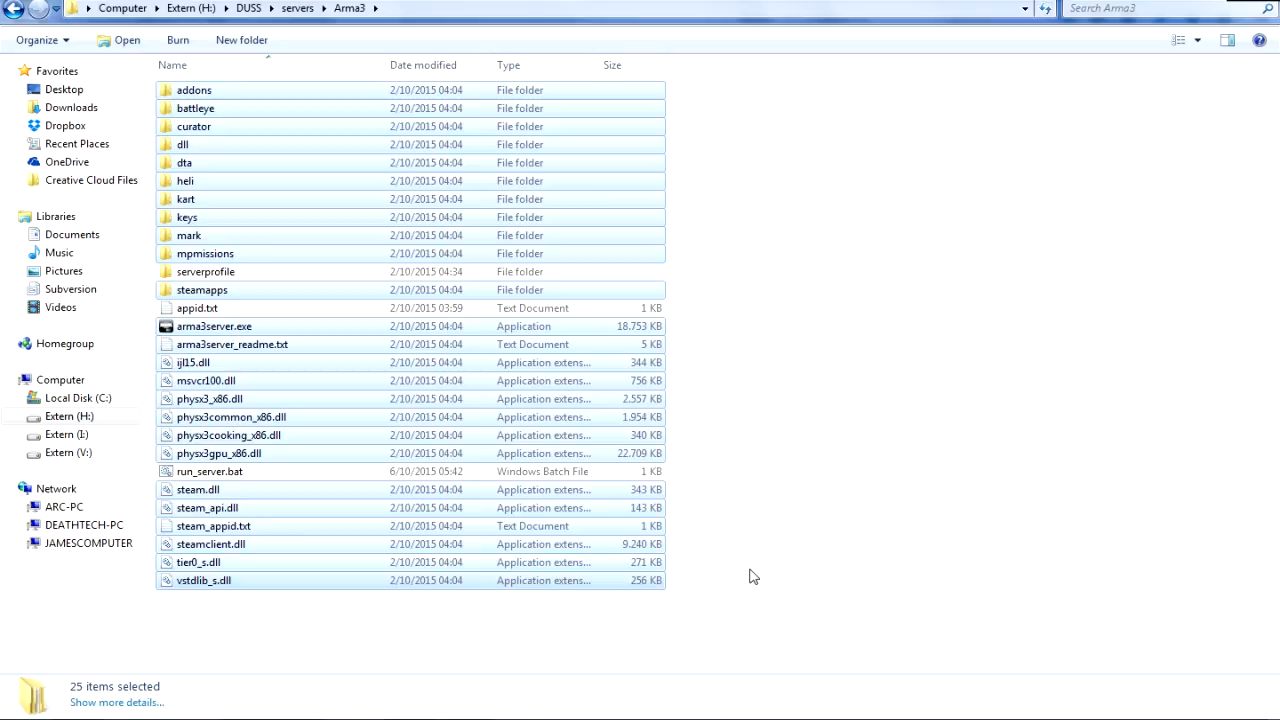 Computer Extern (H:) DUSS servers Arma3 Search Arma3
Organize Open Burn New folder
Name Date modified Type Size
Favorites
Desktop
Downloads
Dropbox
Recent Places
OneDrive
Creative Cloud Files
Libraries
Documents
Music
Pictures
Subversion
Videos
Homegroup
Computer
Local Disk (C:)
Extern (H:)
Extern (I:)
Extern (V:)
Network
ARC-PC
DEATHTECH-PC
JAMESCOMPUTER
addons 2/10/2015 04:04 File folder
battleye 2/10/2015 04:04 File folder
curator 2/10/2015 04:04 File folder
dll 2/10/2015 04:04 File folder
dta 2/10/2015 04:04 File folder
heli 2/10/2015 04:04 File folder
kart 2/10/2015 04:04 File folder
keys 2/10/2015 04:04 File folder
mark 2/10/2015 04:04 File folder
mpmissions 2/10/2015 04:04 File folder
serverprofile 2/10/2015 04:34 File folder
steamapps 2/10/2015 04:04 File folder
appid.txt 2/10/2015 03:59 Text Document 1 KB
arma3server.exe 2/10/2015 04:04 Application 18.753 KB
arma3server_readme.txt 2/10/2015 04:04 Text Document 5 KB
ijl15.dll 2/10/2015 04:04 Application extens... 344 KB
msvcr100.dll 2/10/2015 04:04 Application extens... 756 KB
physx3_x86.dll 2/10/2015 04:04 Application extens... 2.557 KB
physx3common_x86.dll 2/10/2015 04:04 Application extens... 1.954 KB
physx3cooking_x86.dll 2/10/2015 04:04 Application extens... 340 KB
physx3gpu_x86.dll 2/10/2015 04:04 Application extens... 22.709 KB
run_server.bat 6/10/2015 05:42 Windows Batch File 1 KB
steam.dll 2/10/2015 04:04 Application extens... 343 KB
steam_api.dll 2/10/2015 04:04 Application extens... 143 KB
steam_appid.txt 2/10/2015 04:04 Text Document 1 KB
steamclient.dll 2/10/2015 04:04 Application extens... 9.240 KB
tier0_s.dll 2/10/2015 04:04 Application extens... 271 KB
vstdlib_s.dll 2/10/2015 04:04 Application extens... 256 KB
25 items selected
Show more details...